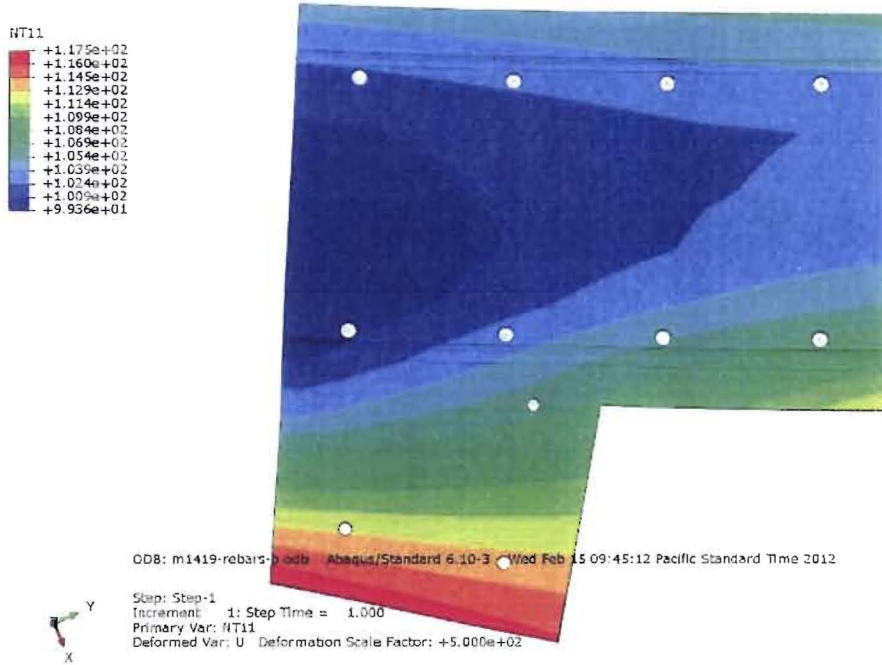 NT11
+1.175e+02
+1.160e+02
+1.145e+02
+1.129e+02
+1.114e+02
+1.099e+02
+1.084e+02
+1.069e+02
+1.054e+02
+1.039e+02
+1.024e+02
+1.009e+02
+9.936e+01
ODB: m1419-rebars-b.odb Abaqus/Standard 6.10-3 Wed Feb 15 09:45:12 Pacific Standard Time 2012
Step: Step-1
Increment 1: Step Time = 1.000
Primary Var: NT11
Deformed Var: U Deformation Scale Factor: +5.000e+02
Y
X